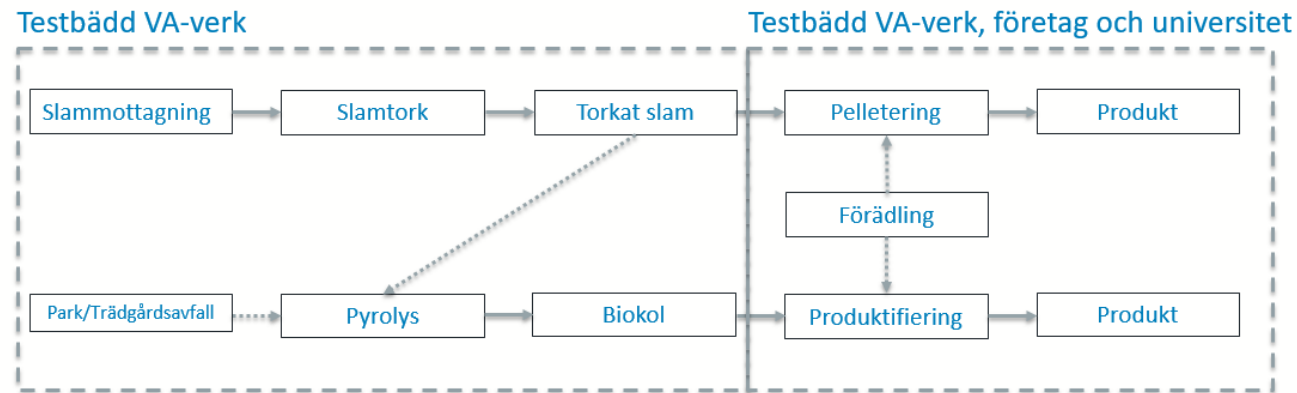 Testbädd VA-verk
Testbädd VA-verk, företag och universitet
Slammottagning
Slamtork
Torkat slam
Pelletering
Produkt
Förädling
Park/Trädgårdsavfall
Pyrolys
Biokol
Produktifiering
Produkt